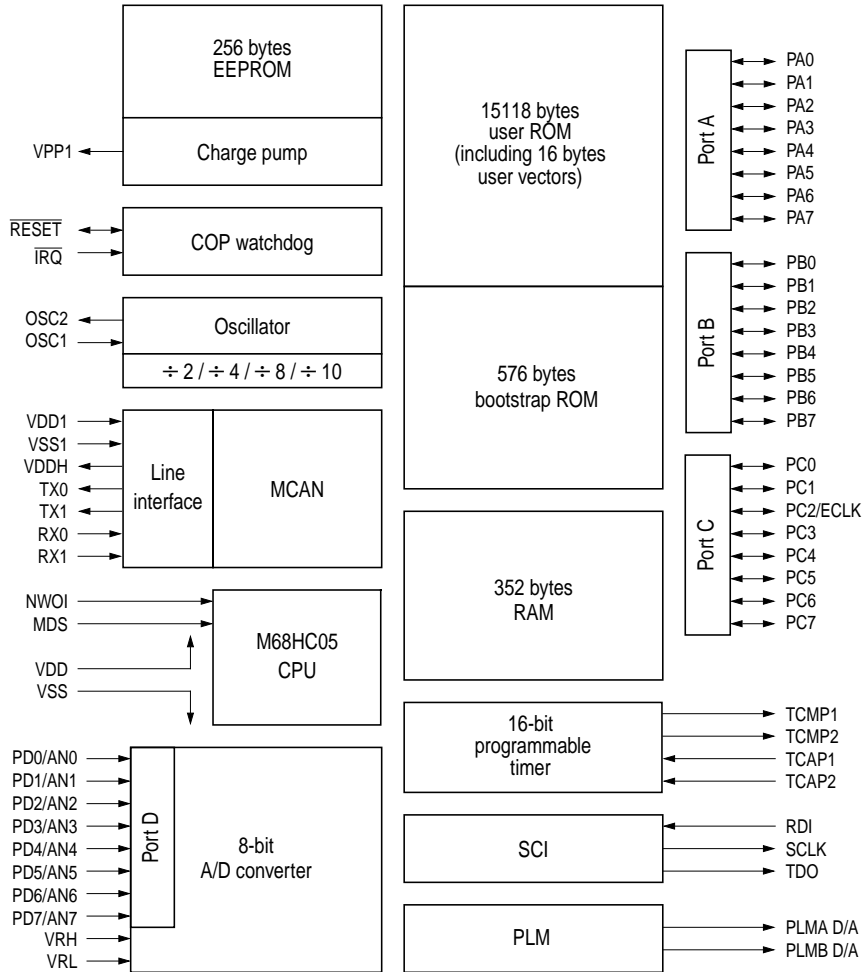 256 bytes
EEPROM
Charge pump
VPP1
RESET
IRQ
COP watchdog
OSC2
OSC1
Oscillator
÷ 2 / ÷ 4 / ÷ 8 / ÷ 10
VDD1
VSS1
VDDH
TX0
TX1
RX0
RX1
Line
interface
MCAN
NWOI
MDS
VDD
VSS
M68HC05
CPU
PD0/AN0
PD1/AN1
PD2/AN2
PD3/AN3
PD4/AN4
PD5/AN5
PD6/AN6
PD7/AN7
VRH
VRL
Port D
8-bit
A/D converter
15118 bytes
user ROM
(including 16 bytes
user vectors)
576 bytes
bootstrap ROM
352 bytes
RAM
16-bit
programmable
timer
SCI
PLM
Port A
PA0
PA1
PA2
PA3
PA4
PA5
PA6
PA7
Port B
PB0
PB1
PB2
PB3
PB4
PB5
PB6
PB7
Port C
PC0
PC1
PC2/ECLK
PC3
PC4
PC5
PC6
PC7
TCMP1
TCMP2
TCAP1
TCAP2
RDI
SCLK
TDO
PLMA D/A
PLMB D/A